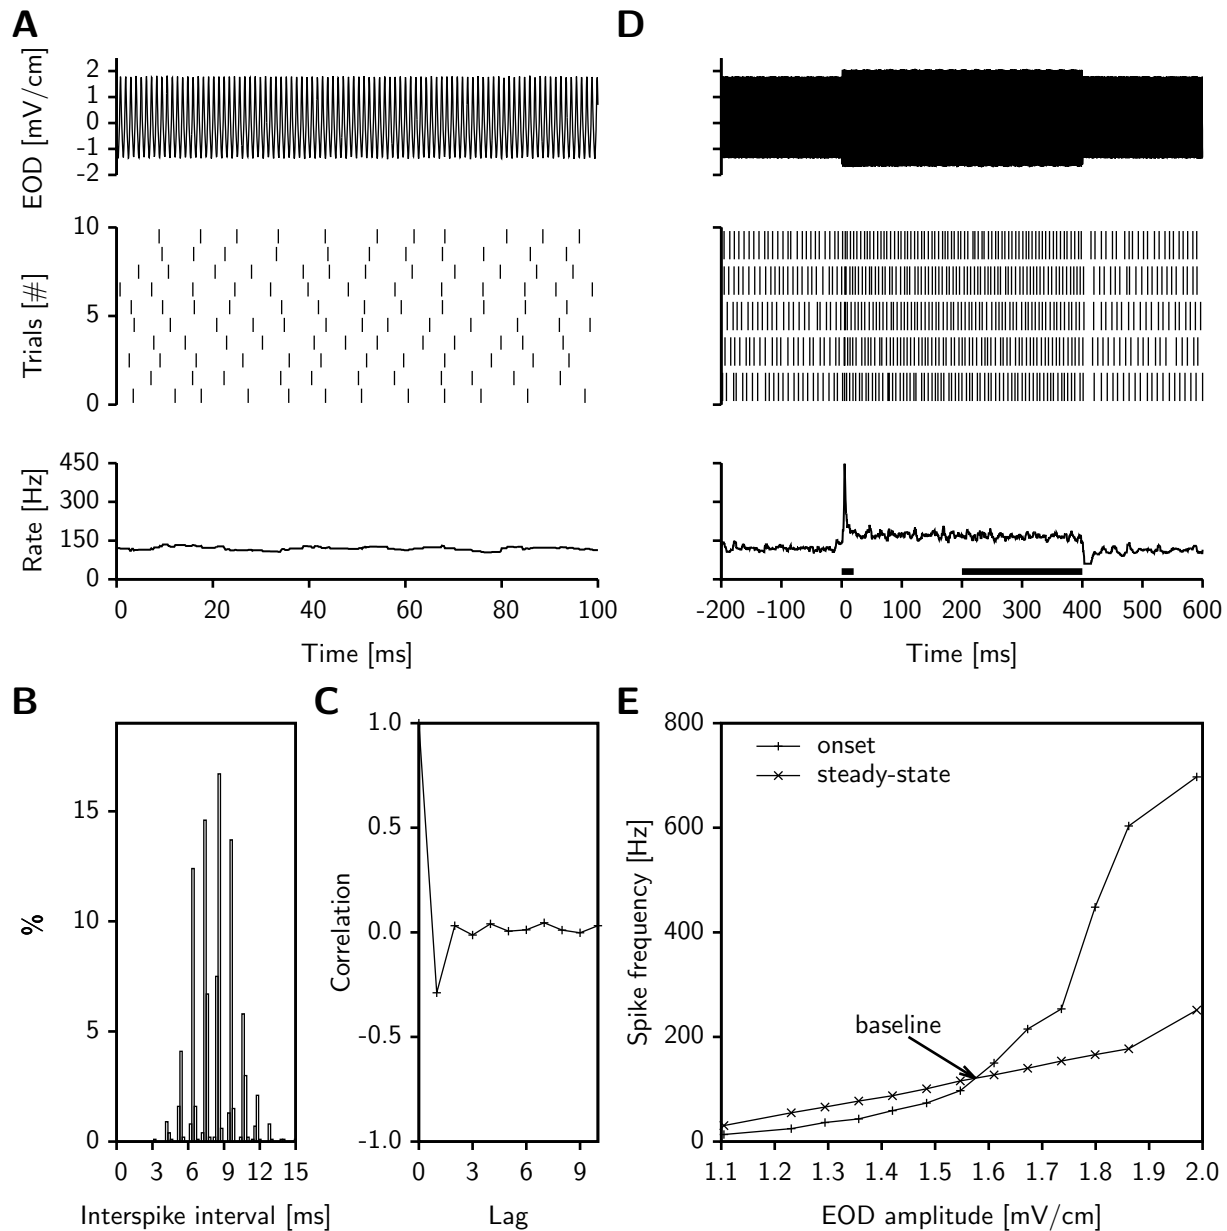 A
EOD [mV/cm]
2
1
0
-1
-2
Trials [#]
10
5
0
Rate [Hz]
450
300
150
0
0 20 40 60 80 100
Time [ms]
D
-200 -100 0 100 200 300 400 500 600
Time [ms]
B
%
15
10
5
0
0 3 6 9 12 15
Interspike interval [ms]
C
Correlation
1.0
0.5
0.0
-0.5
-1.0
0 3 6 9
Lag
E
Spike frequency [Hz]
800
600
400
200
0
onset
steady-state
baseline
1.1 1.2 1.3 1.4 1.5 1.6 1.7 1.8 1.9 2.0
EOD amplitude [mV/cm]